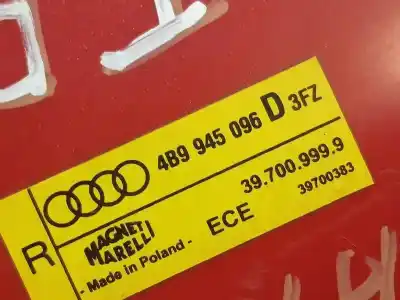 4B9 945 096 D 3FZ
R
MAGNETI MARELLI
ECE
39.700.999.9
39700383
- Made in Poland -